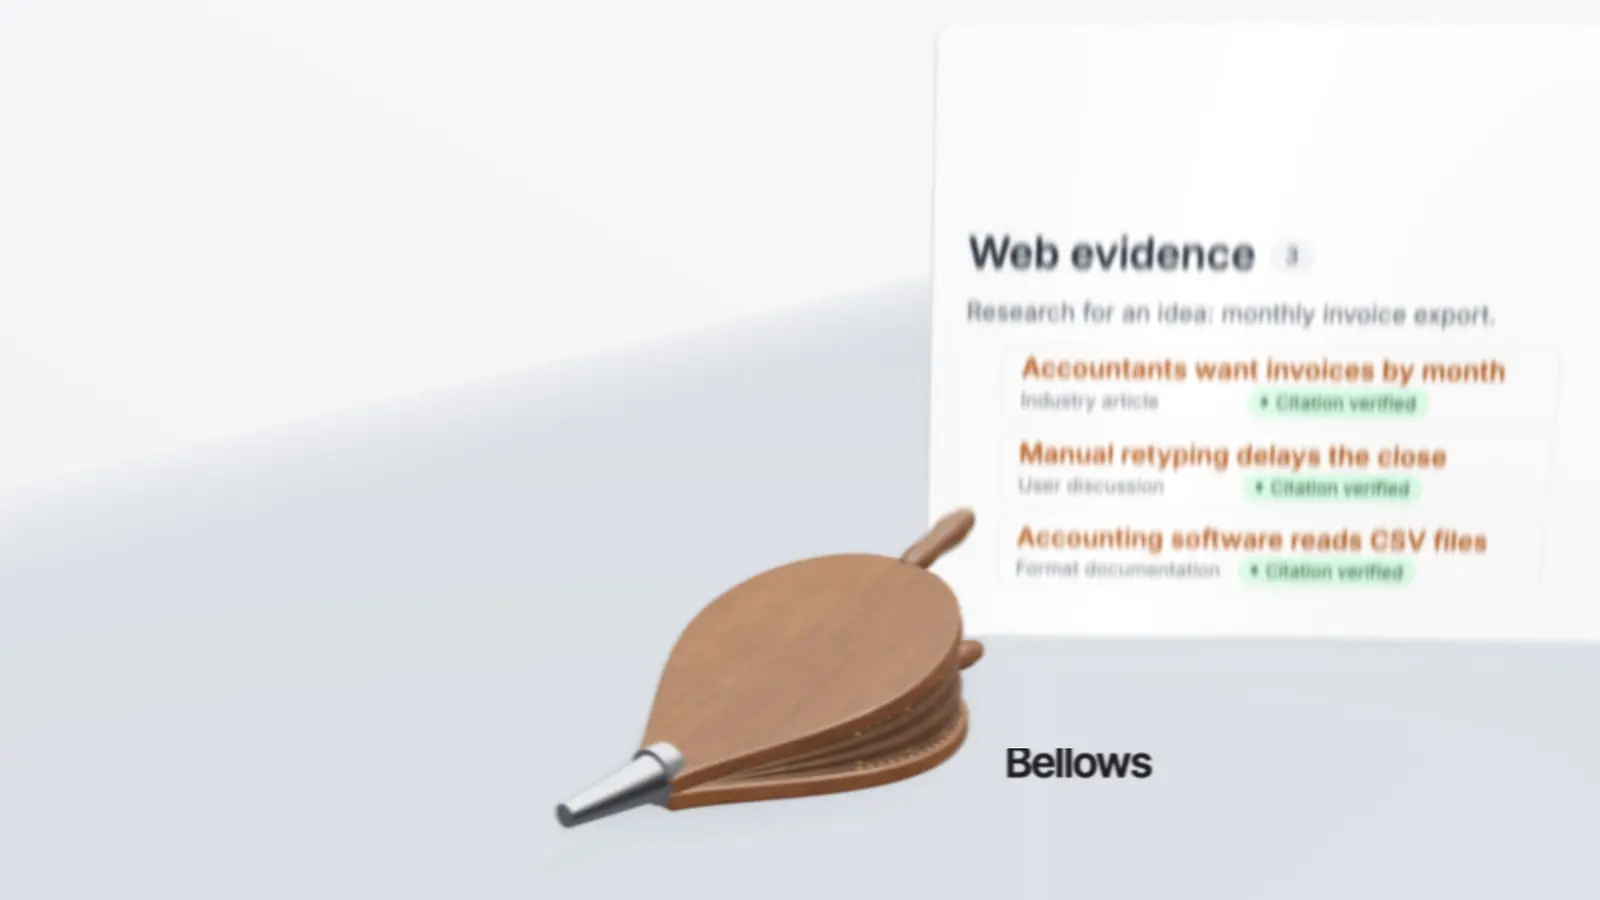 Web evidence 3
Research for an idea: monthly invoice export.
Accountants want invoices by month
Industry article
Citation verified
Manual retyping delays the close
User discussion
Citation verified
Accounting software reads CSV files
Format documentation
Citation verified
Bellows